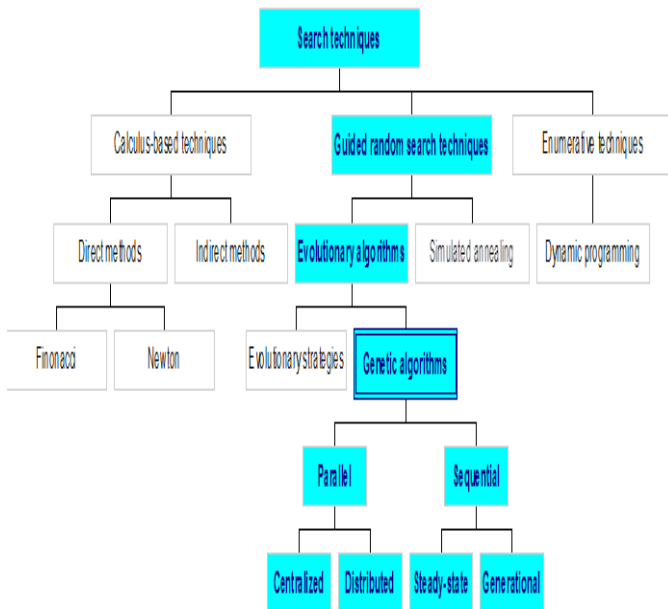 Search techniques
Calculus-based techniques
Guided random search techniques
Enumerative techniques
Direct methods
Indirect methods
Evolutionary algorithms
Simulated annealing
Dynamic programming
Finonacci
Newton
Evolutionary strategies
Genetic algorithms
Parallel
Sequential
Centralized
Distributed
Steady-state
Generational